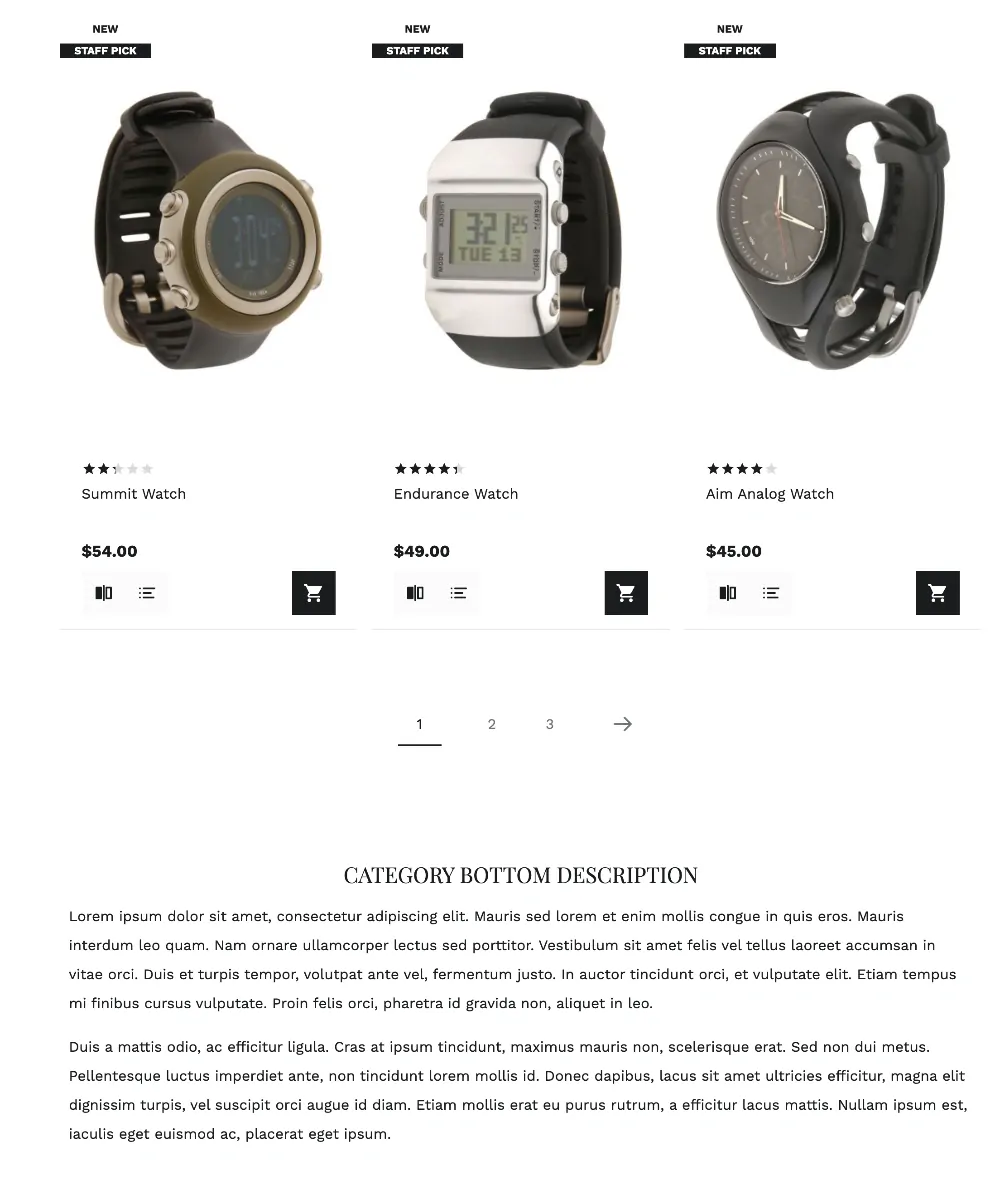 NEW NEW NEW
STAFF PICK STAFF PICK STAFF PICK
ADJUST START/
3:21 25
TUE 13
MODE
Summit Watch Endurance Watch Aim Analog Watch
$54.00 $49.00 $45.00
1 2 3
CATEGORY BOTTOM DESCRIPTION
Lorem ipsum dolor sit amet, consectetur adipiscing elit. Mauris sed lorem et enim mollis congue in quis eros. Mauris
interdum leo quam. Nam ornare ullamcorper lectus sed porttitor. Vestibulum sit amet felis vel tellus laoreet accumsan in
vitae orci. Duis et turpis tempor, volutpat ante vel, fermentum justo. In auctor tincidunt orci, et vulputate elit. Etiam tempus
mi finibus cursus vulputate. Proin felis orci, pharetra id gravida non, aliquet in leo.
Duis a mattis odio, ac efficitur ligula. Cras at ipsum tincidunt, maximus mauris non, scelerisque erat. Sed non dui metus.
Pellentesque luctus imperdiet ante, non tincidunt lorem mollis id. Donec dapibus, lacus sit amet ultricies efficitur, magna elit
dignissim turpis, vel suscipit orci augue id diam. Etiam mollis erat eu purus rutrum, a efficitur lacus mattis. Nullam ipsum est,
iaculis eget euismod ac, placerat eget ipsum.